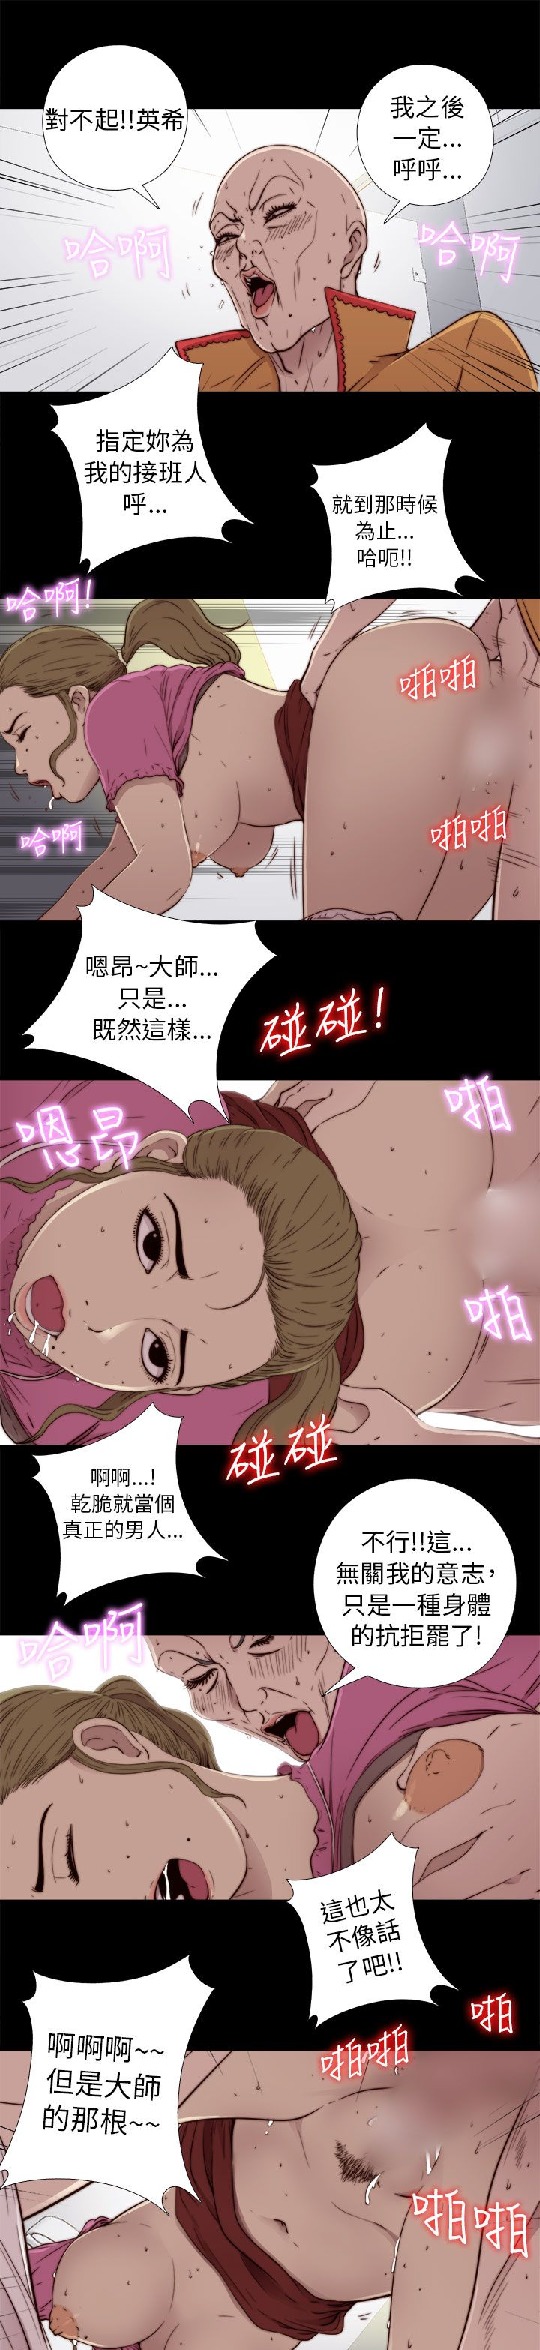 對不起!!英希
我之後
一定...
呼呼...
哈啊
哈啊
指定妳為
我的接班人
呼...
就到那時候
為止...
哈呃!!
哈啊!
啪啪
哈啊
啪啪
嗯昂~大師...
只是...
既然這樣...
碰碰!
啪
嗯昂
啪
碰碰
啊啊...!
乾脆就當個
真正的男人...
不行!!這...
無關我的意志,
只是一種身體
的抗拒罷了!
哈啊
這也太
不像話
了吧!!
啪
啪啪
啊啊啊~~
但是大師
的那根~~
啪啪